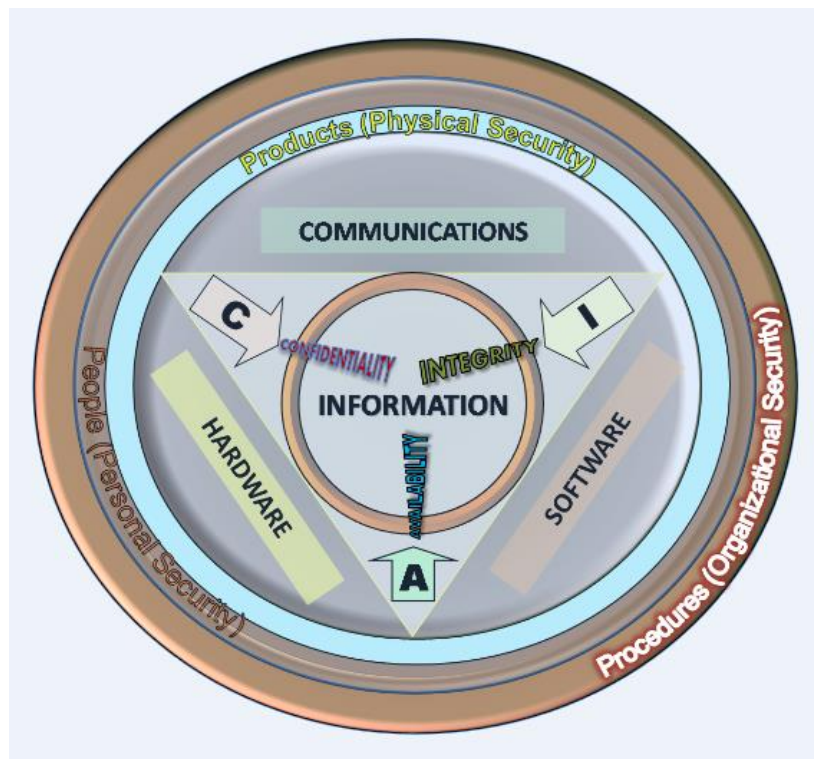 Products (Physical Security)
COMMUNICATIONS
C
I
CONFIDENTIALITY
INTEGRITY
INFORMATION
AVAILABILITY
HARDWARE
SOFTWARE
A
People (Personal Security)
Procedures (Organizational Security)